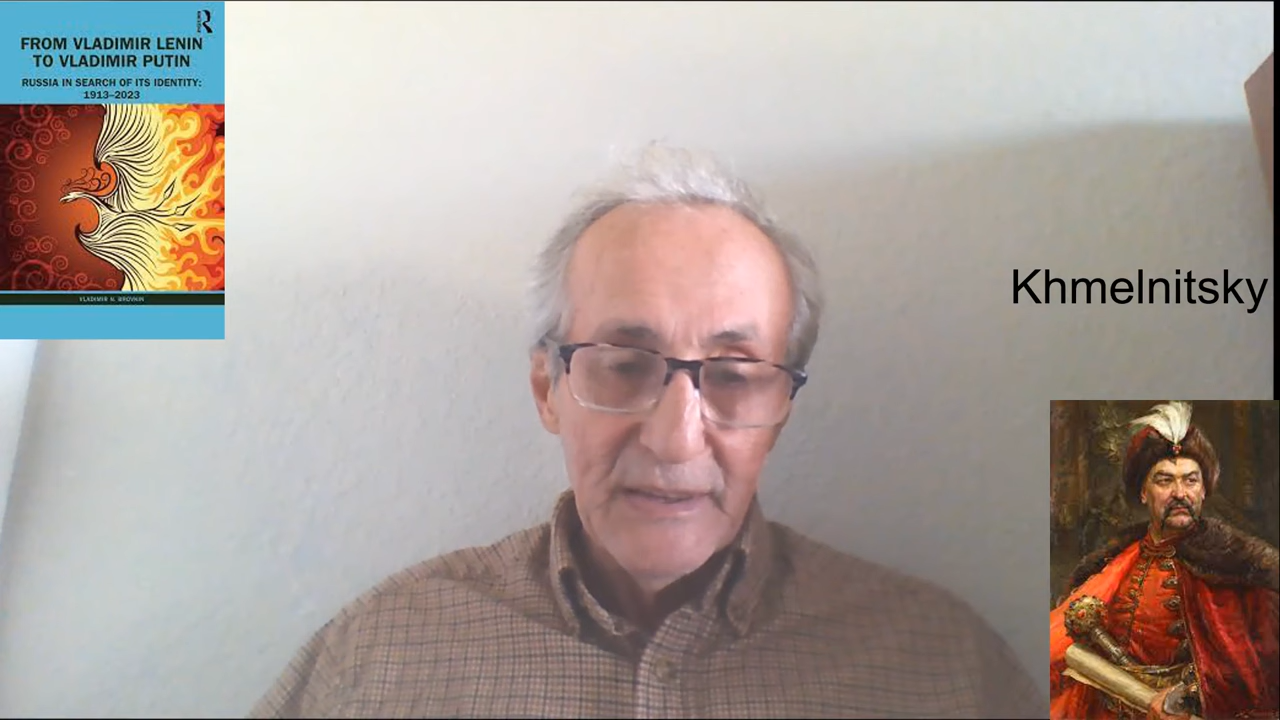 FROM VLADIMIR LENIN
TO VLADIMIR PUTIN
RUSSIA IN SEARCH OF ITS IDENTITY:
1913–2023
VLADIMIR N. BROVKIN
Khmelnitsky